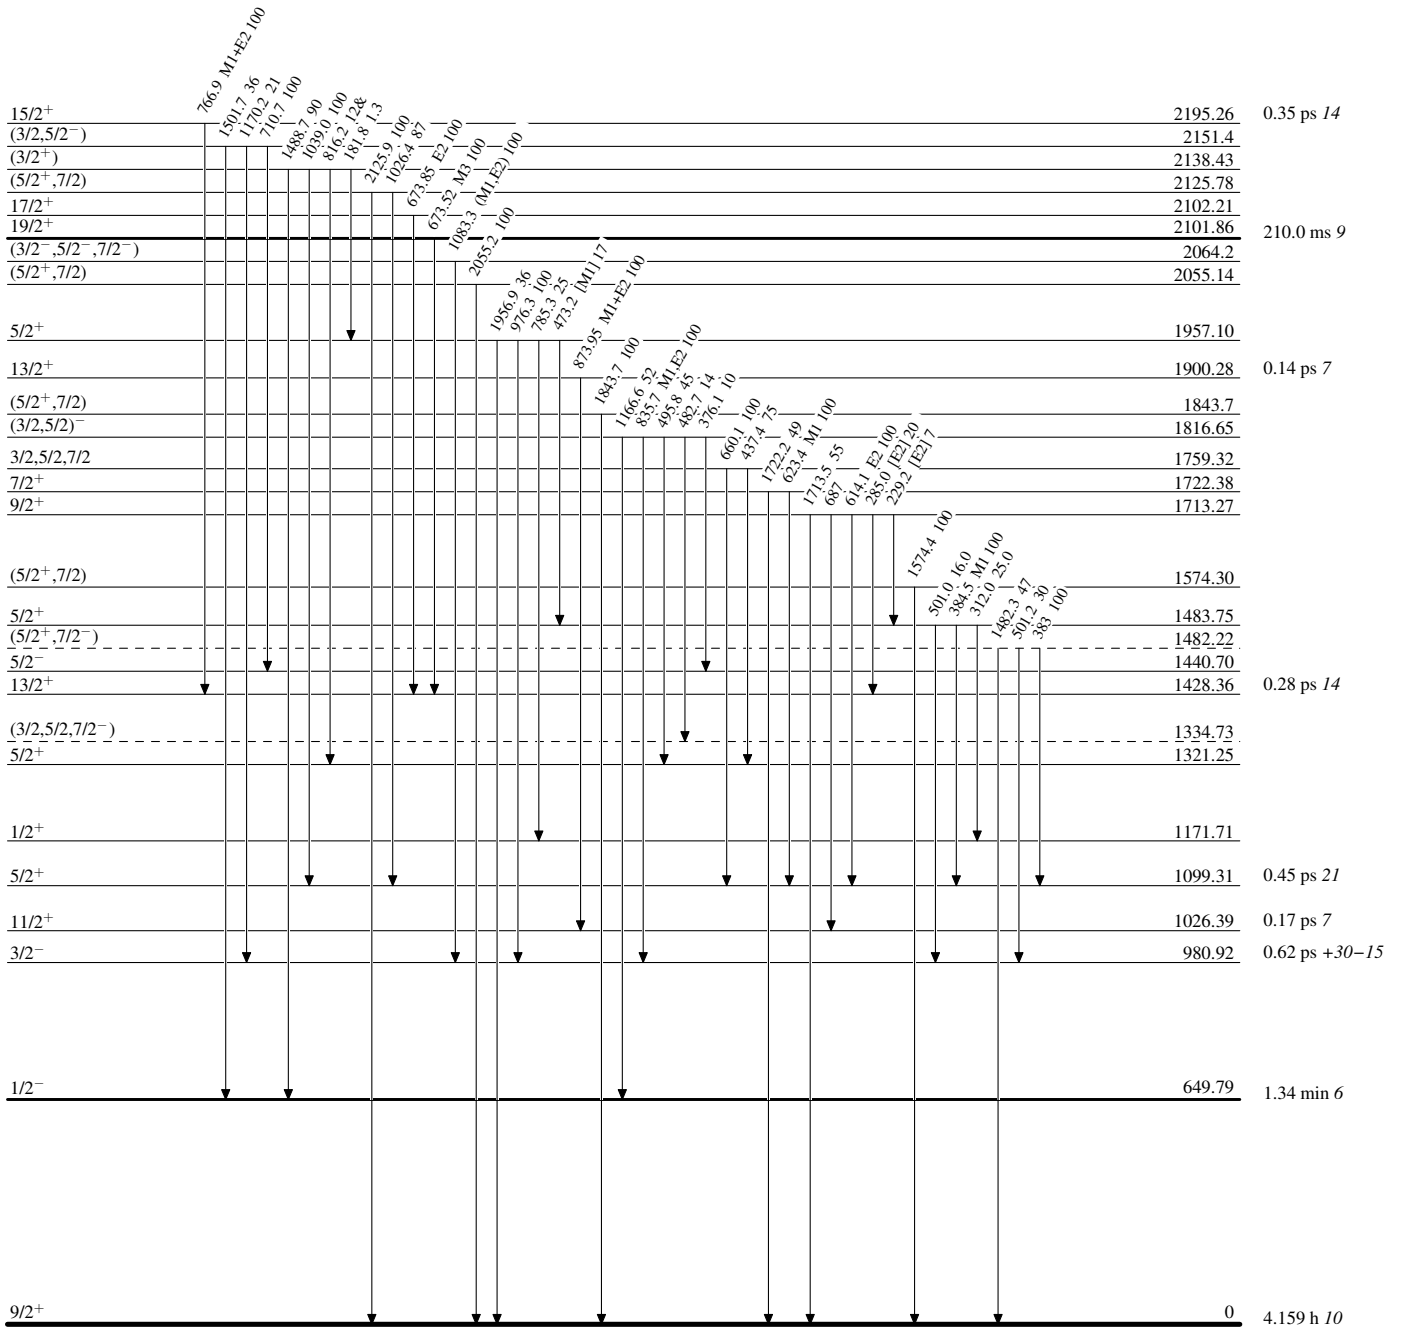 766.9 M1+E2 100
1501.7 36
1170.2 21
710.7 100
1488.7 90
1039.0 100
816.2 12&
181.8 1.3
2125.9 100
1026.4 87
673.85 E2 100
673.52 M3 100
1083.3 (M1,E2) 100
2055.2 100
1956.9 36
976.3 100
785.3 25
473.2 [M1] 17
873.95 M1+E2 100
1843.7 100
1166.6 52
835.7 M1,E2 100
495.8 45
482.7 14
376.1 10
660.1 100
437.4 75
1722.2 49
623.4 M1 100
1713.5 55
687
614.1 E2 100
285.0 [E2] 20
229.2 [E2] 7
1574.4 100
501.0 16.0
384.5 M1 100
312.0 25.0
1482.3 47
501.2 30
383 100
15/2⁺ 2195.26 0.35 ps 14
(3/2,5/2⁻) 2151.4
(3/2⁺) 2138.43
(5/2⁺,7/2) 2125.78
17/2⁺ 2102.21
19/2⁺ 2101.86 210.0 ms 9
(3/2⁻,5/2⁻,7/2⁻) 2064.2
(5/2⁺,7/2) 2055.14
5/2⁺ 1957.10
13/2⁺ 1900.28 0.14 ps 7
(5/2⁺,7/2) 1843.7
(3/2,5/2)⁻ 1816.65
3/2,5/2,7/2 1759.32
7/2⁺ 1722.38
9/2⁺ 1713.27
(5/2⁺,7/2) 1574.30
5/2⁺ 1483.75
(5/2⁺,7/2⁻) 1482.22
5/2⁻ 1440.70
13/2⁺ 1428.36 0.28 ps 14
(3/2,5/2,7/2⁻) 1334.73
5/2⁺ 1321.25
1/2⁺ 1171.71
5/2⁺ 1099.31 0.45 ps 21
11/2⁺ 1026.39 0.17 ps 7
3/2⁻ 980.92 0.62 ps +30−15
1/2⁻ 649.79 1.34 min 6
9/2⁺ 0 4.159 h 10